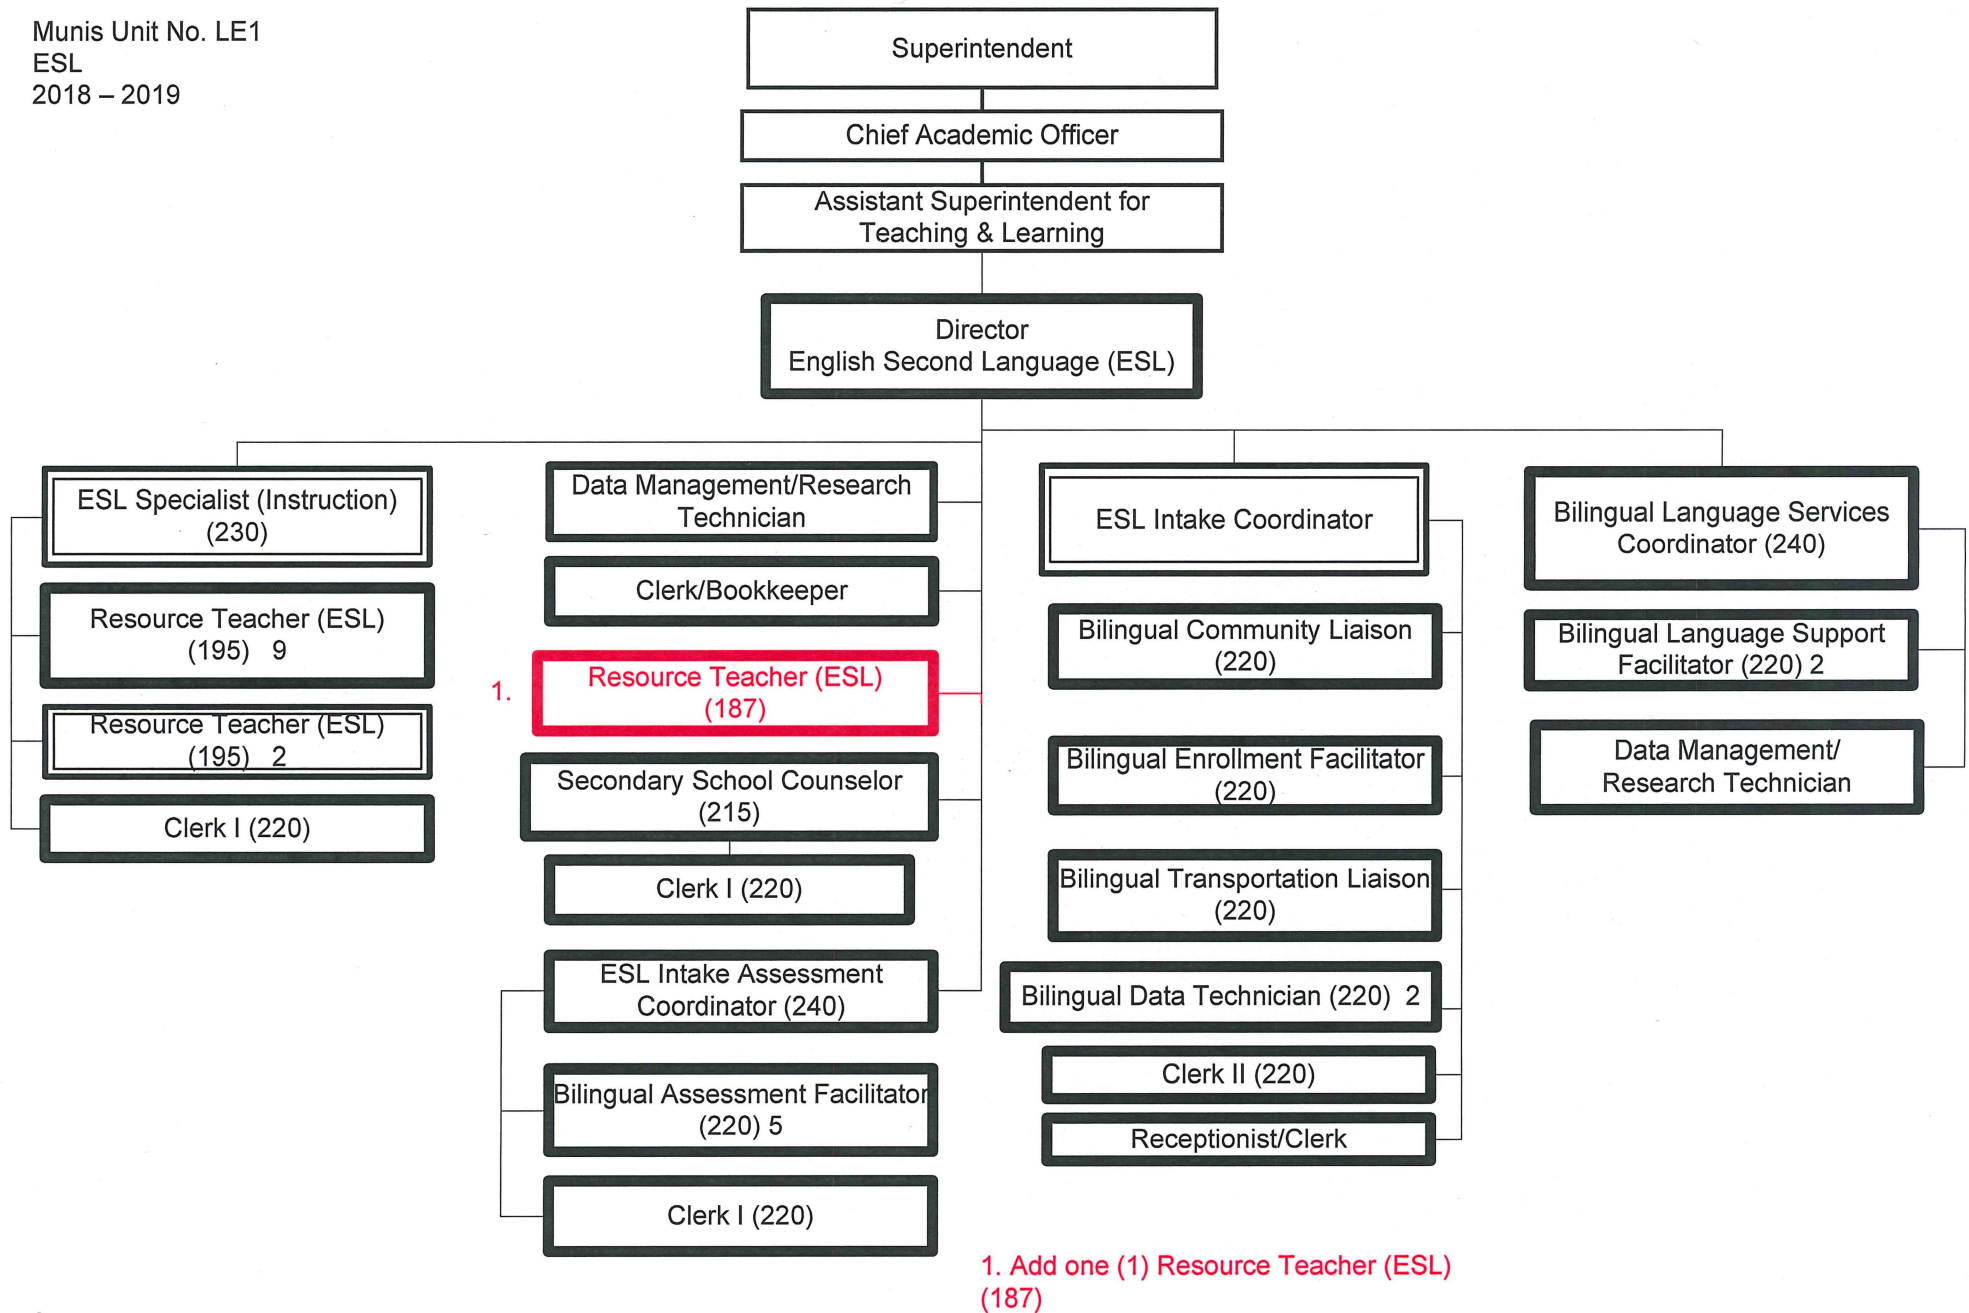 Munis Unit No. LE1
ESL
2018 – 2019
Superintendent
Chief Academic Officer
Assistant Superintendent for
Teaching & Learning
Director
English Second Language (ESL)
ESL Specialist (Instruction)
(230)
Resource Teacher (ESL)
(195) 9
Resource Teacher (ESL)
(195) 2
Clerk I (220)
Data Management/Research
Technician
Clerk/Bookkeeper
1.
Resource Teacher (ESL)
(187)
Secondary School Counselor
(215)
Clerk I (220)
ESL Intake Assessment
Coordinator (240)
Bilingual Assessment Facilitator
(220) 5
Clerk I (220)
ESL Intake Coordinator
Bilingual Community Liaison
(220)
Bilingual Enrollment Facilitator
(220)
Bilingual Transportation Liaison
(220)
Bilingual Data Technician (220) 2
Clerk II (220)
Receptionist/Clerk
Bilingual Language Services
Coordinator (240)
Bilingual Language Support
Facilitator (220) 2
Data Management/
Research Technician
1. Add one (1) Resource Teacher (ESL)
(187)